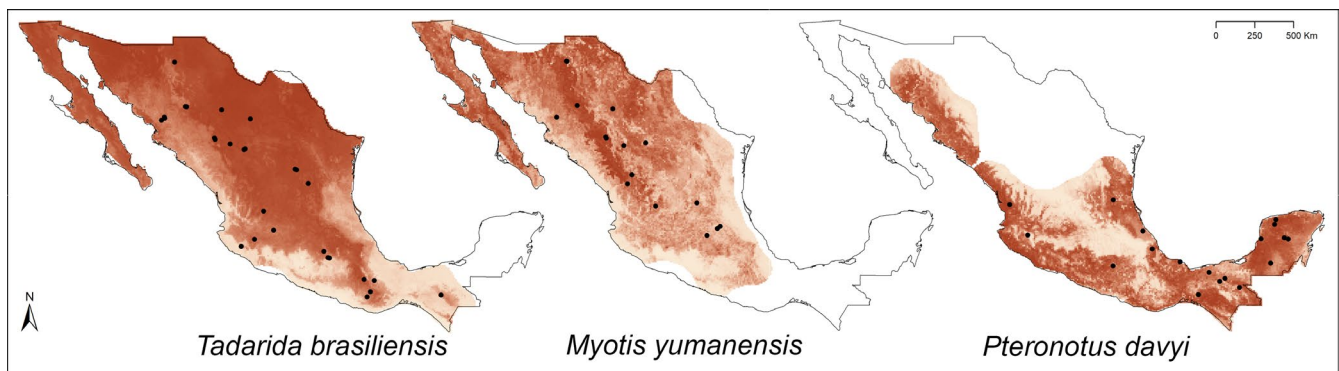 0 250 500 Km
N
Tadarida brasiliensis
Myotis yumanensis
Pteronotus davyi